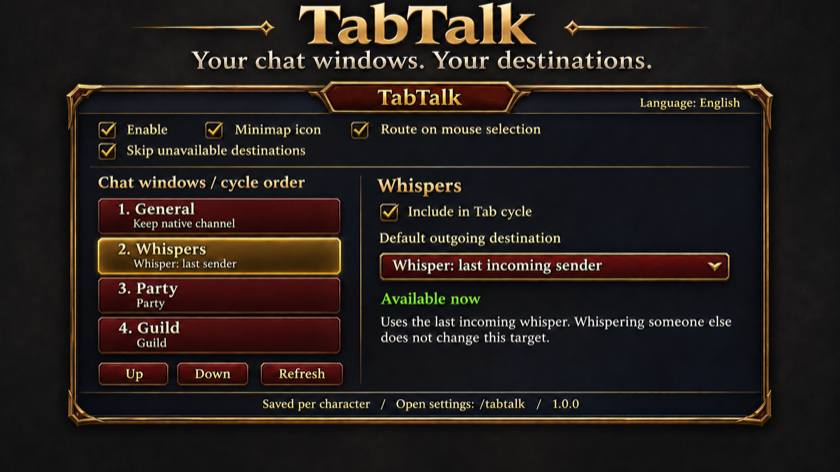 TabTalk
Your chat windows. Your destinations.
TabTalk
Language: English
Enable
Minimap icon
Route on mouse selection
Skip unavailable destinations
Chat windows / cycle order
1. General
Keep native channel
2. Whispers
Whisper: last sender
3. Party
Party
4. Guild
Guild
Up
Down
Refresh
Whispers
Include in Tab cycle
Default outgoing destination
Whisper: last incoming sender
Available now
Uses the last incoming whisper. Whispering someone else
does not change this target.
Saved per character / Open settings: /tabtalk / 1.0.0